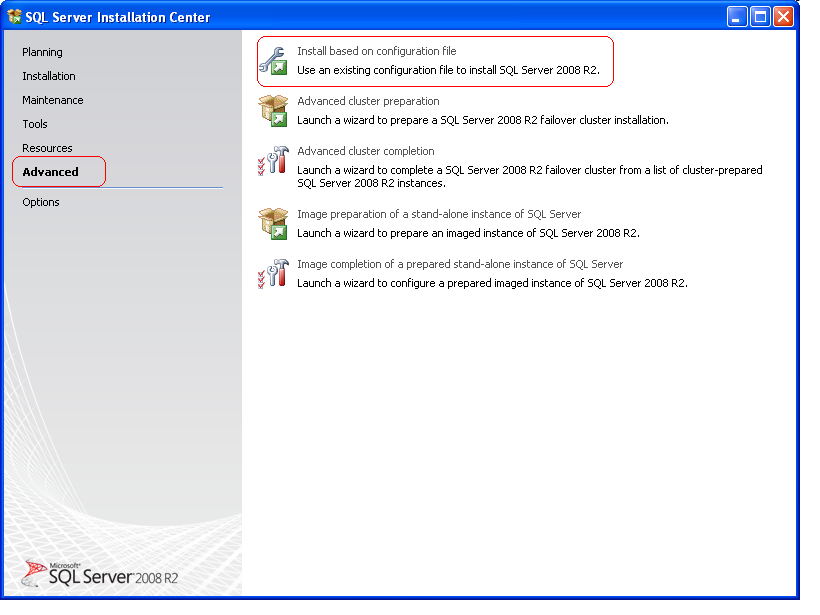 SQL Server Installation Center
Planning
Installation
Maintenance
Tools
Resources
Advanced
Options
Install based on configuration file
Use an existing configuration file to install SQL Server 2008 R2.
Advanced cluster preparation
Launch a wizard to prepare a SQL Server 2008 R2 failover cluster installation.
Advanced cluster completion
Launch a wizard to complete a SQL Server 2008 R2 failover cluster from a list of cluster-prepared
SQL Server 2008 R2 instances.
Image preparation of a stand-alone instance of SQL Server
Launch a wizard to prepare an imaged instance of SQL Server 2008 R2.
Image completion of a prepared stand-alone instance of SQL Server
Launch a wizard to configure a prepared imaged instance of SQL Server 2008 R2.
Microsoft®
SQL Server 2008 R2